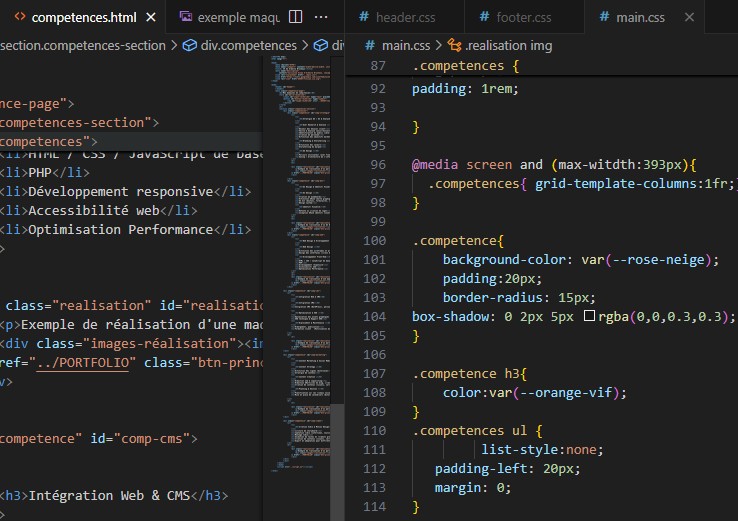 competences.html
exemple maqu
header.css
footer.css
main.css
section.competences-section > div.competences > di
main.css > .realisation img
nce-page">
competences-section">
competences">
<li>HTML / CSS / JavaScript de base
<li>PHP</li>
<li>Développement responsive</li>
<li>Accessibilité web</li>
<li>Optimisation Performance</li>
>
class="realisation" id="realisatio
<p>Exemple de réalisation d'une maq
<div class="images-réalisation"><i
ref="../PORTFOLIO" class="btn-prin
v>
competence" id="comp-cms">
<h3>Intégration Web & CMS</h3>
>
87 .competences {
92 padding: 1rem;
93
94 }
95
96 @media screen and (max-witdth:393px){
97 .competences{ grid-template-columns:1fr;}
98 }
99
100 .competence{
101 background-color: var(--rose-neige);
102 padding:20px;
103 border-radius: 15px;
104 box-shadow: 0 2px 5px rgba(0,0,0.3,0.3);
105 }
106
107 .competence h3{
108 color:var(--orange-vif);
109 }
110 .competences ul {
111 list-style:none;
112 padding-left: 20px;
113 margin: 0;
114 }